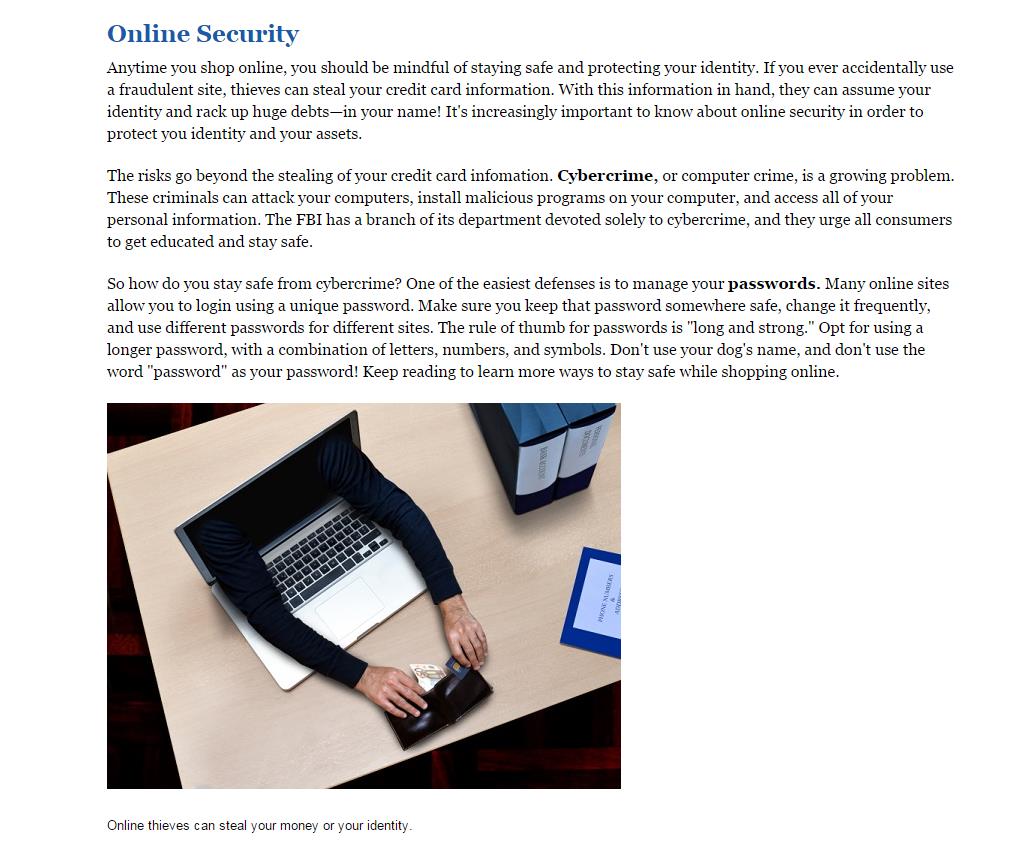 Online Security
Anytime you shop online, you should be mindful of staying safe and protecting your identity. If you ever accidentally use
a fraudulent site, thieves can steal your credit card information. With this information in hand, they can assume your
identity and rack up huge debts—in your name! It's increasingly important to know about online security in order to
protect you identity and your assets.
The risks go beyond the stealing of your credit card infomation. Cybercrime, or computer crime, is a growing problem.
These criminals can attack your computers, install malicious programs on your computer, and access all of your
personal information. The FBI has a branch of its department devoted solely to cybercrime, and they urge all consumers
to get educated and stay safe.
So how do you stay safe from cybercrime? One of the easiest defenses is to manage your passwords. Many online sites
allow you to login using a unique password. Make sure you keep that password somewhere safe, change it frequently,
and use different passwords for different sites. The rule of thumb for passwords is "long and strong." Opt for using a
longer password, with a combination of letters, numbers, and symbols. Don't use your dog's name, and don't use the
word "password" as your password! Keep reading to learn more ways to stay safe while shopping online.
BANK ACCOUNT
PERSONAL
DOCUMENTS
PHONE NUMBERS
&
Online thieves can steal your money or your identity.